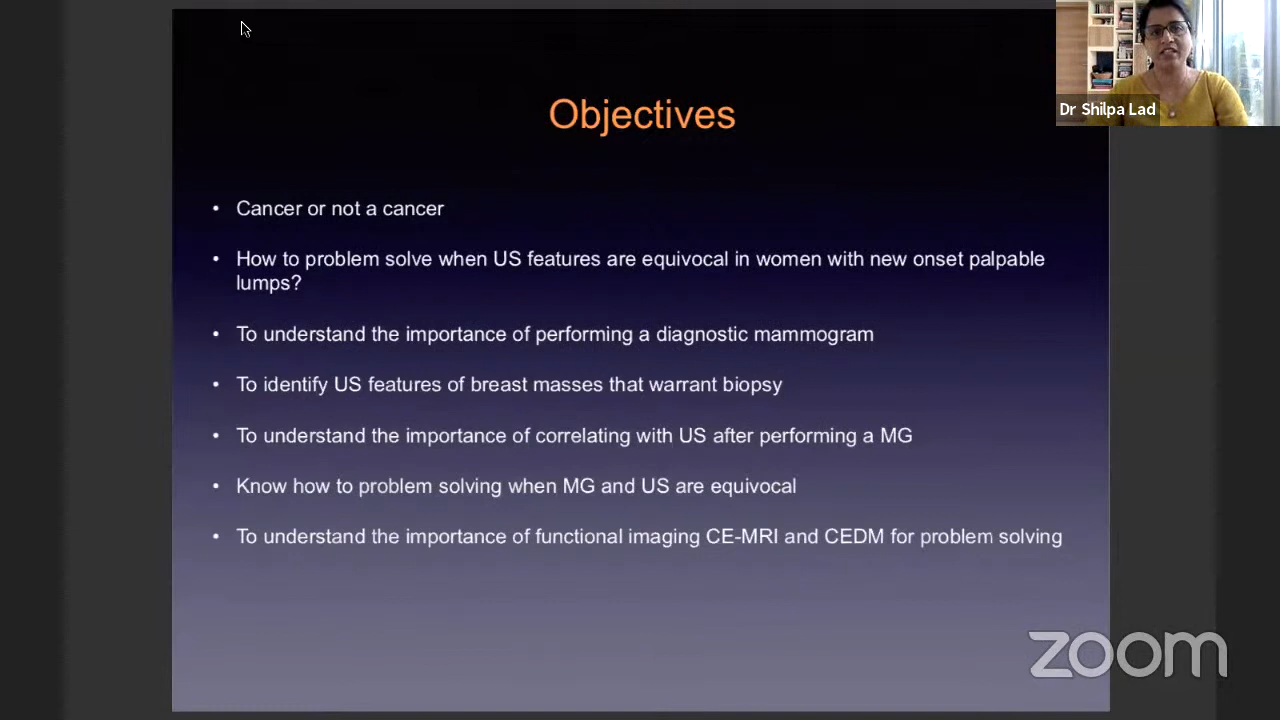 Dr Shilpa Lad
Objectives
• Cancer or not a cancer
• How to problem solve when US features are equivocal in women with new onset palpable
lumps?
• To understand the importance of performing a diagnostic mammogram
• To identify US features of breast masses that warrant biopsy
• To understand the importance of correlating with US after performing a MG
• Know how to problem solving when MG and US are equivocal
• To understand the importance of functional imaging CE-MRI and CEDM for problem solving
zoom